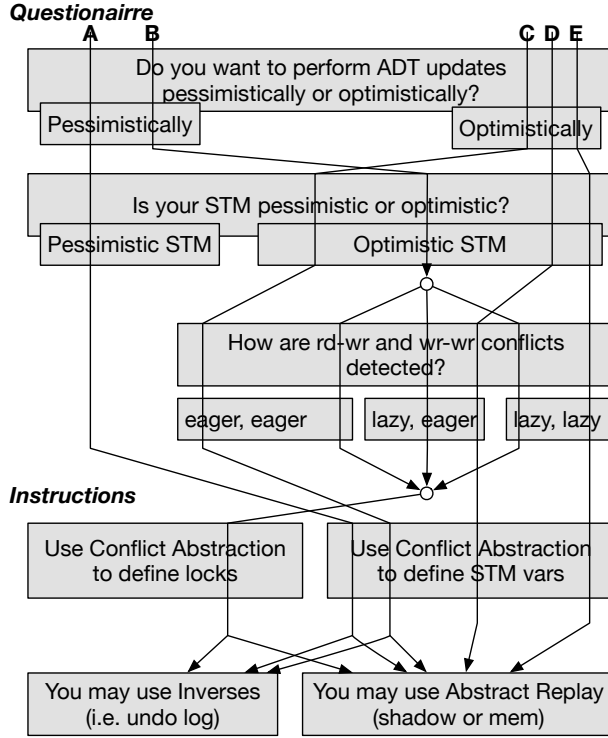 Questionairre
A B C D E
Do you want to perform ADT updates
pessimistically or optimistically?
Pessimistically Optimistically
Is your STM pessimistic or optimistic?
Pessimistic STM Optimistic STM
How are rd-wr and wr-wr conflicts
detected?
eager, eager lazy, eager lazy, lazy
Instructions
Use Conflict Abstraction
to define locks
Use Conflict Abstraction
to define STM vars
You may use Inverses
(i.e. undo log)
You may use Abstract Replay
(shadow or mem)